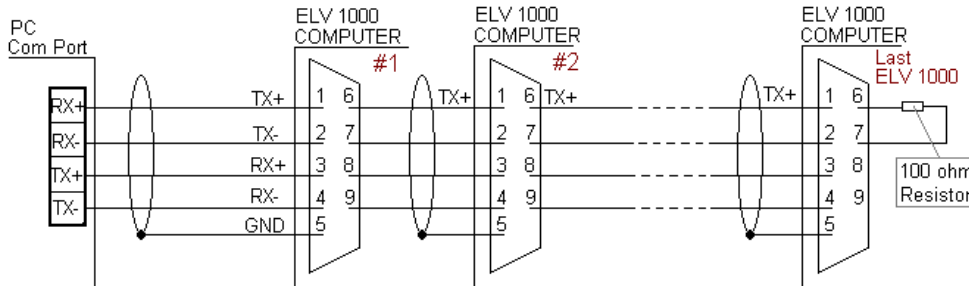 PC
Com Port
ELV 1000
COMPUTER
#1
ELV 1000
COMPUTER
#2
ELV 1000
COMPUTER
Last
ELV 1000
RX+ TX+ 1 6 TX+ 1 6 TX+ TX+ 1 6
RX- TX- 2 7 2 7 2 7
TX+ RX+ 3 8 3 8 3 8
TX- RX- 4 9 4 9 4 9
GND 5 5 5
100 ohm
Resistor